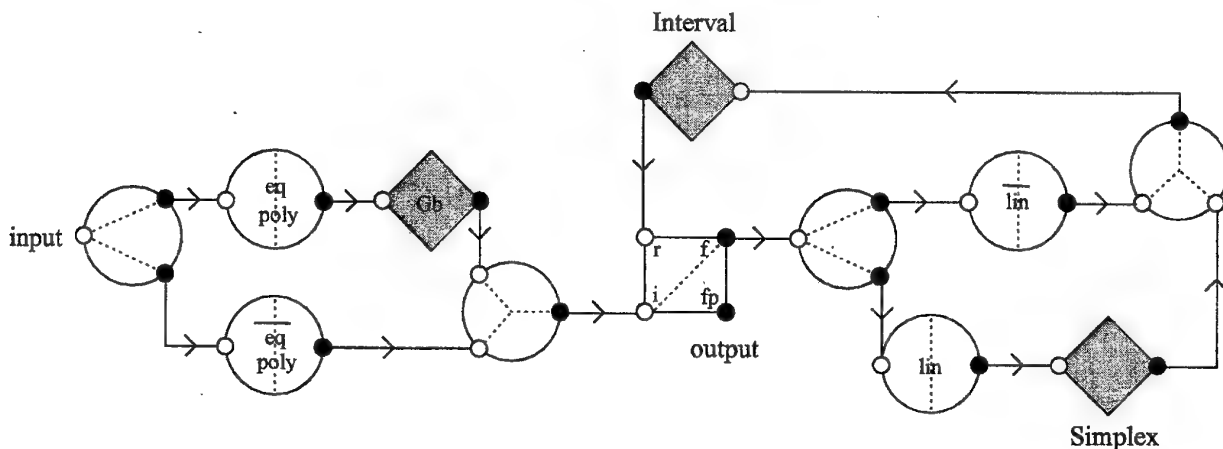 Interval
eq
poly
Gb
lin
input
r
f
i
fp
output
eq
poly
lin
Simplex